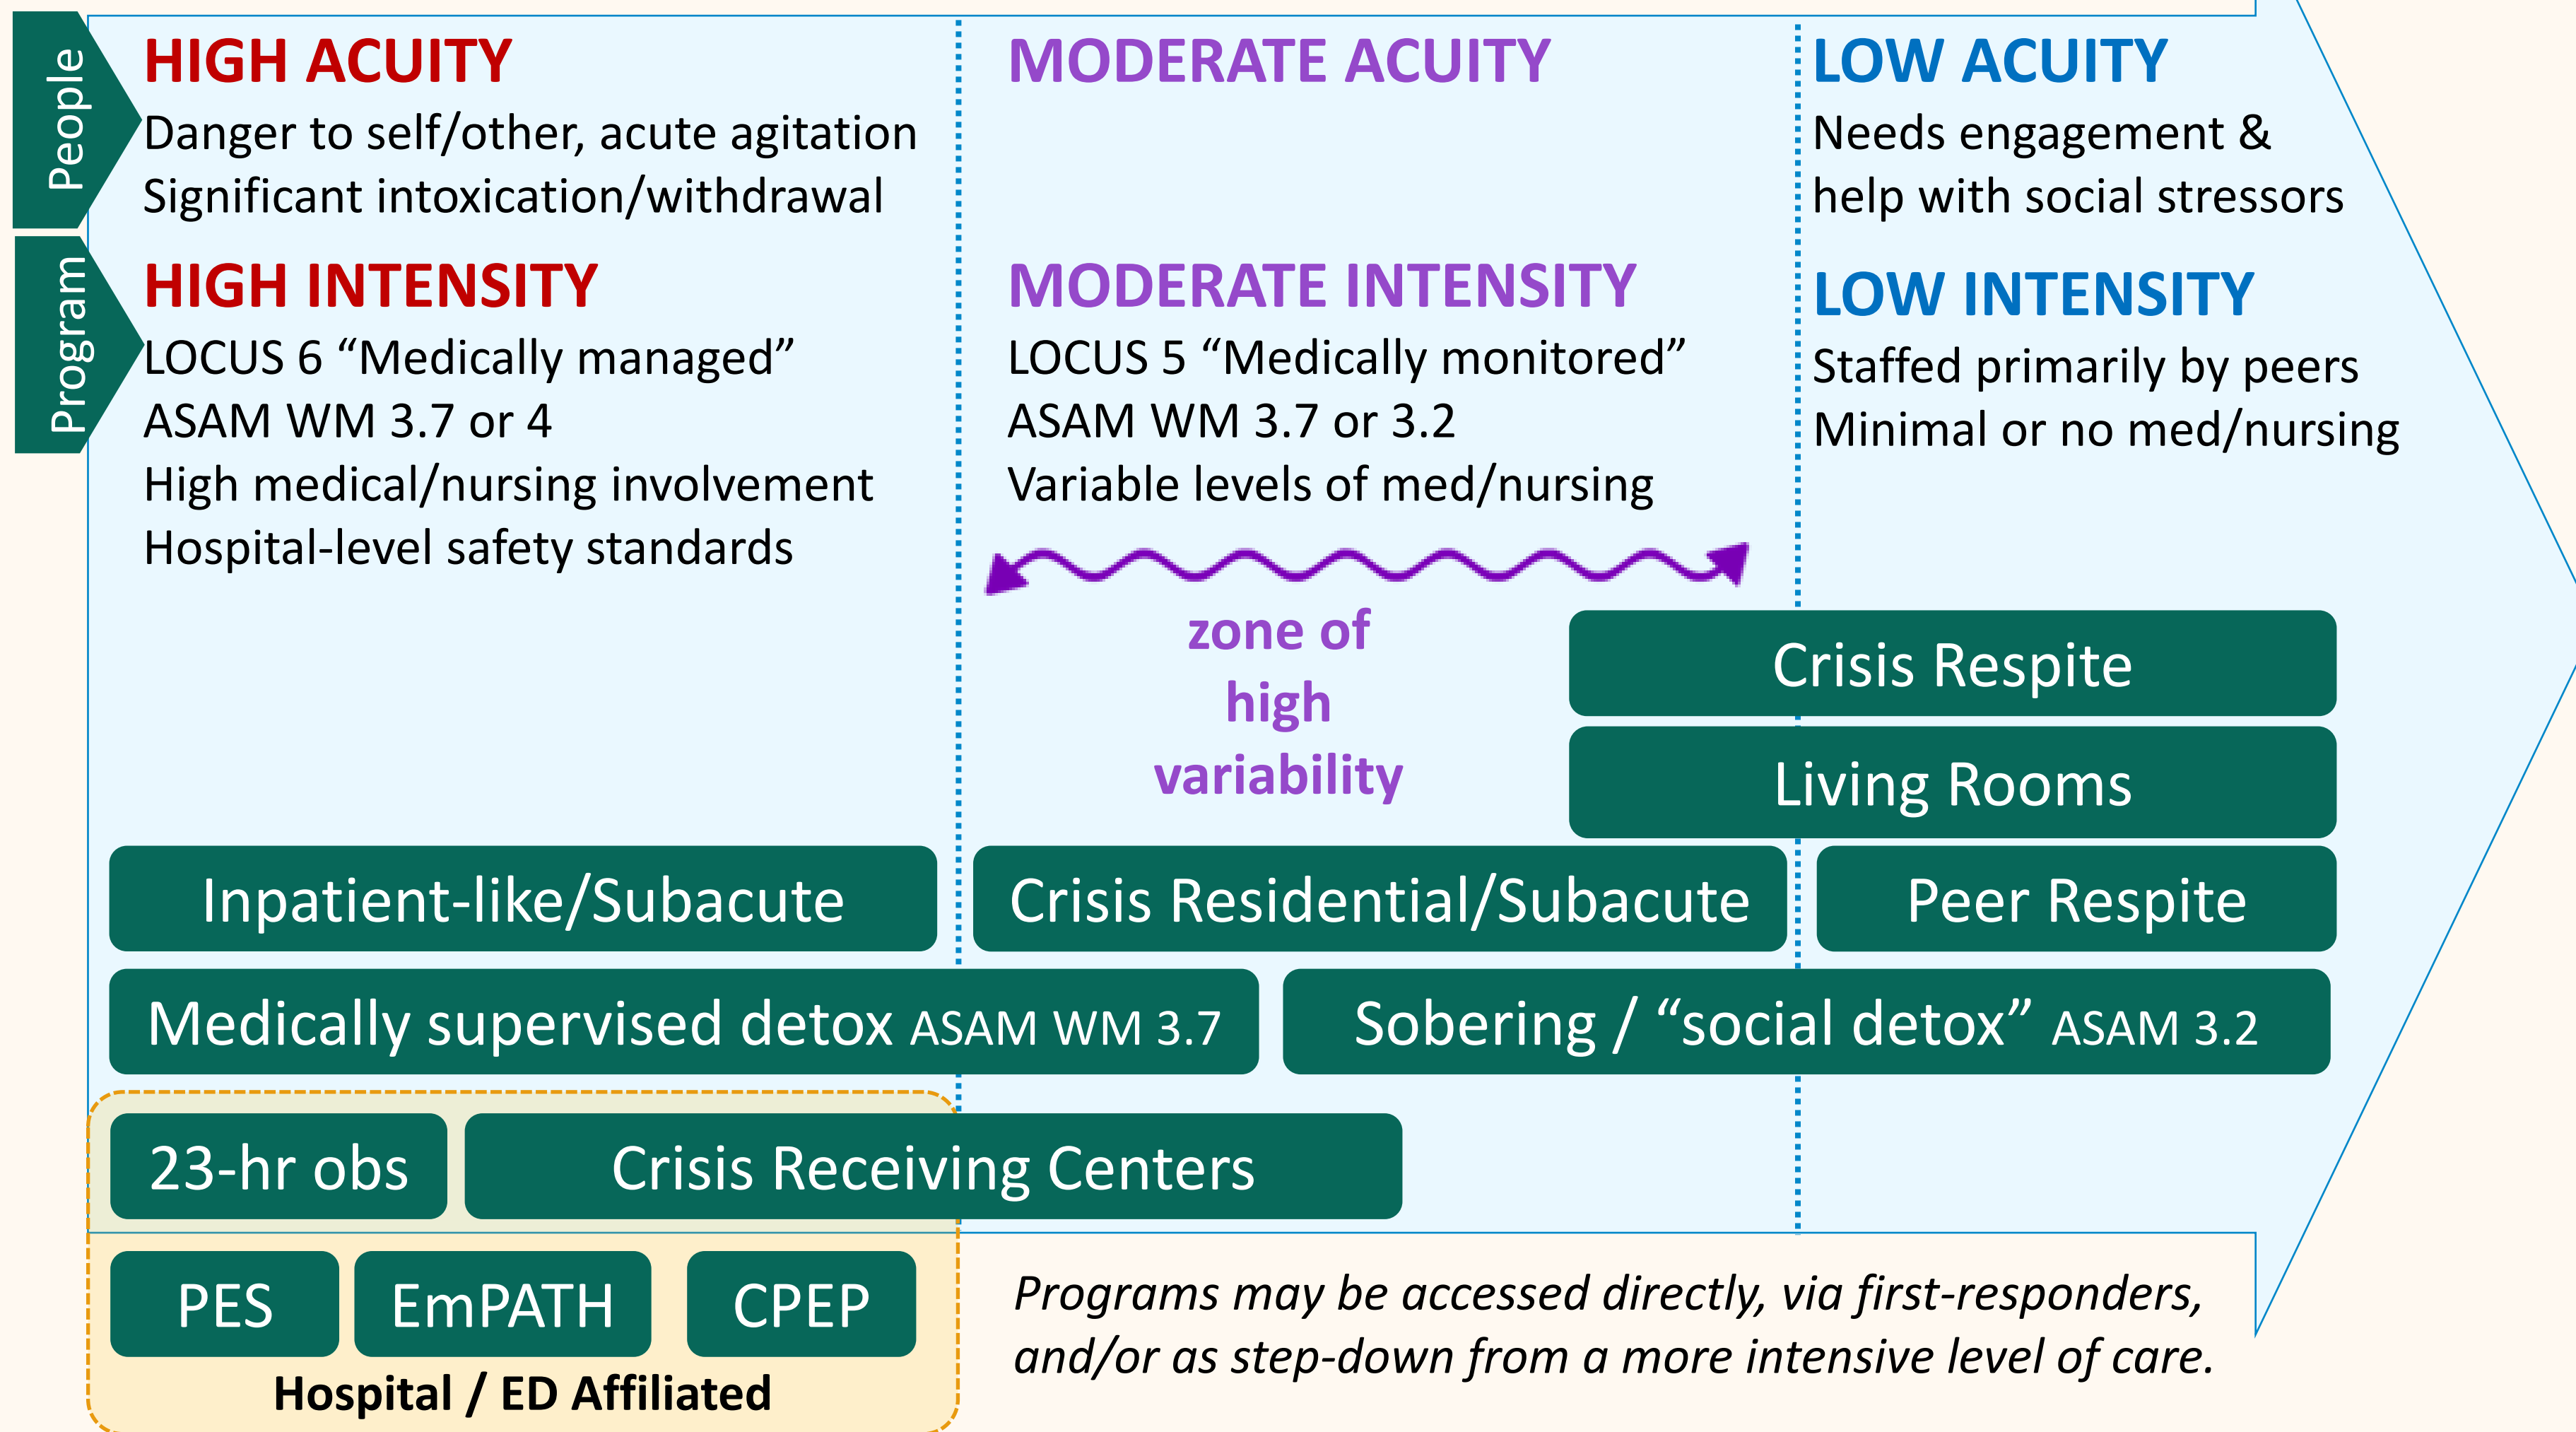 People
HIGH ACUITY
Danger to self/other, acute agitation
Significant intoxication/withdrawal
MODERATE ACUITY
LOW ACUITY
Needs engagement &
help with social stressors
Program
HIGH INTENSITY
LOCUS 6 “Medically managed”
ASAM WM 3.7 or 4
High medical/nursing involvement
Hospital-level safety standards
MODERATE INTENSITY
LOCUS 5 “Medically monitored”
ASAM WM 3.7 or 3.2
Variable levels of med/nursing
LOW INTENSITY
Staffed primarily by peers
Minimal or no med/nursing
zone of
high
variability
Crisis Respite
Living Rooms
Inpatient-like/Subacute
Crisis Residential/Subacute
Peer Respite
Medically supervised detox ASAM WM 3.7
Sobering / “social detox” ASAM 3.2
23-hr obs
Crisis Receiving Centers
PES
EmPATH
CPEP
Hospital / ED Affiliated
Programs may be accessed directly, via first-responders,
and/or as step-down from a more intensive level of care.